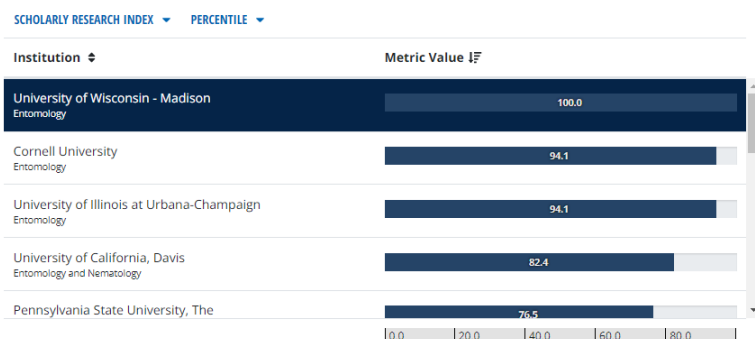 SCHOLARLY RESEARCH INDEX PERCENTILE
Institution Metric Value
University of Wisconsin - Madison
Entomology
100.0
Cornell University
Entomology
94.1
University of Illinois at Urbana-Champaign
Entomology
94.1
University of California, Davis
Entomology and Nematology
82.4
Pennsylvania State University, The
76.5
0.0 20.0 40.0 60.0 80.0